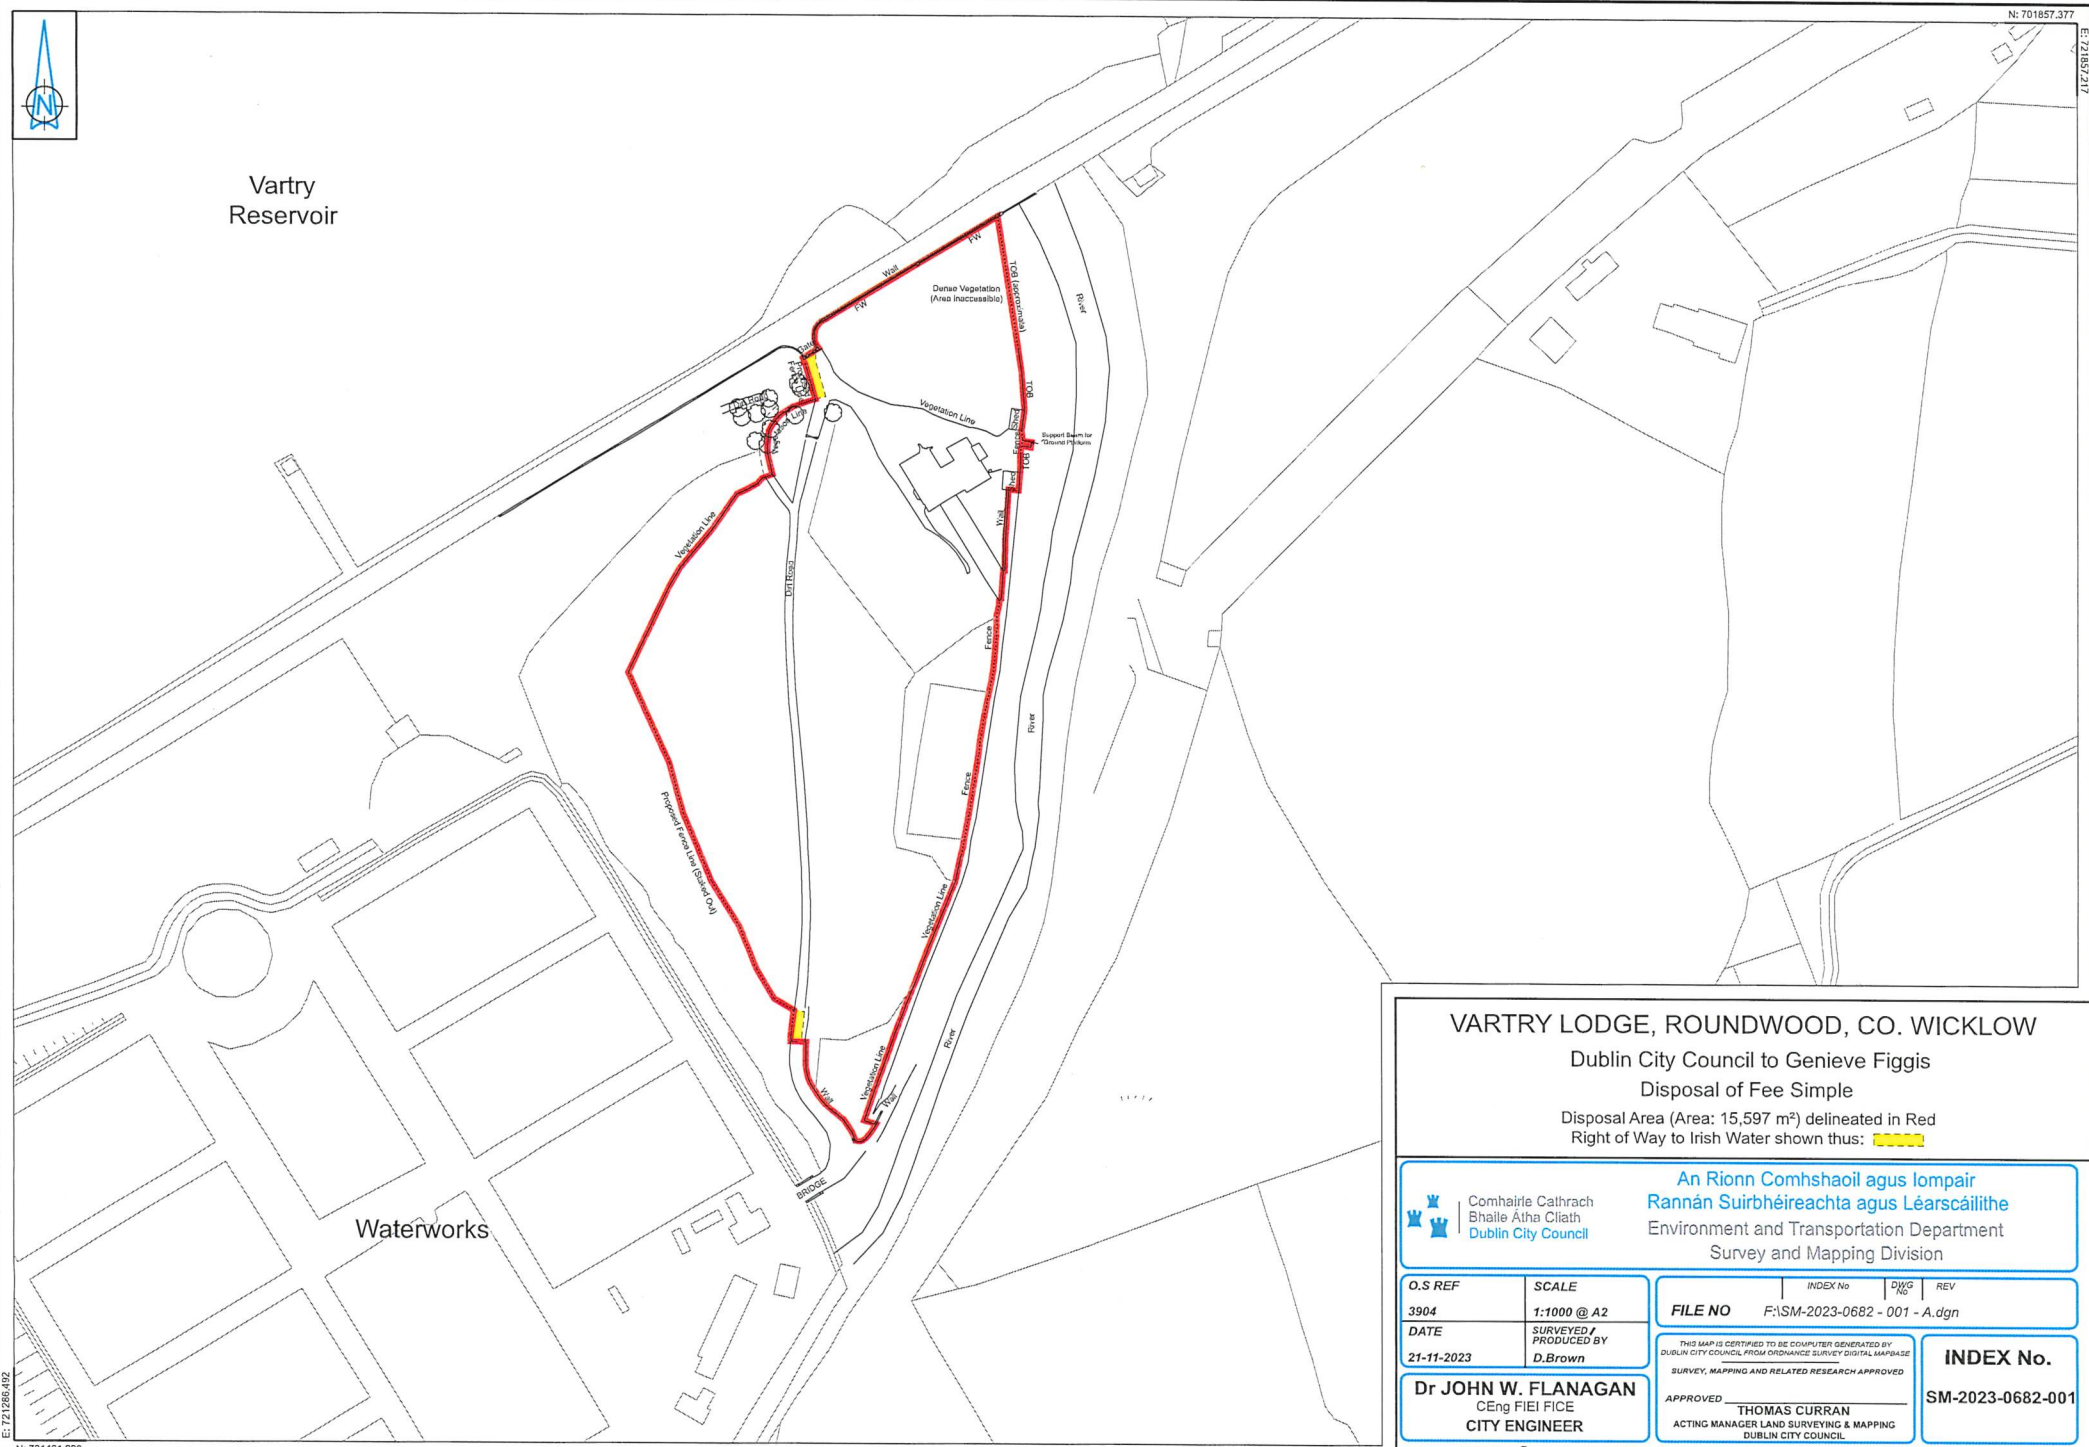 N: 701857.377
E: 721857.217
N
Vartry
Reservoir
FW
Wall
FW
Dense Vegetation
(Area Inaccessible)
TOB (approximate)
River
Gate
TOB
Dirt Road
Vegetation Line
Vegetation Line
Shed
Fence
Support Beam for
TOB
Shed
Wall
Vegetation Line
Dirt Road
Fence
River
Fence
Proposed Fence Line (Staked Out)
Vegetation Line
River
Vegetation Line
Wall
Wall
BRIDGE
Waterworks
E: 721286.492
VARTRY LODGE, ROUNDWOOD, CO. WICKLOW
Dublin City Council to Genieve Figgis
Disposal of Fee Simple
Disposal Area (Area: 15,597 m²) delineated in Red
Right of Way to Irish Water shown thus:
Comhairle Cathrach
Bhaile Átha Cliath
Dublin City Council
An Rionn Comhshaoil agus Iompair
Rannán Suirbhéireachta agus Léarscáilithe
Environment and Transportation Department
Survey and Mapping Division
O.S REF
3904
SCALE
1:1000 @ A2
DATE
21-11-2023
SURVEYED /
PRODUCED BY
D.Brown
INDEX No DWG No REV
FILE NO F:\SM-2023-0682 - 001 - A.dgn
Dr JOHN W. FLANAGAN
CEng FIEI FICE
CITY ENGINEER
THIS MAP IS CERTIFIED TO BE COMPUTER GENERATED BY
DUBLIN CITY COUNCIL FROM ORDNANCE SURVEY DIGITAL MAPBASE
SURVEY, MAPPING AND RELATED RESEARCH APPROVED
APPROVED
THOMAS CURRAN
ACTING MANAGER LAND SURVEYING & MAPPING
DUBLIN CITY COUNCIL
INDEX No.
SM-2023-0682-001